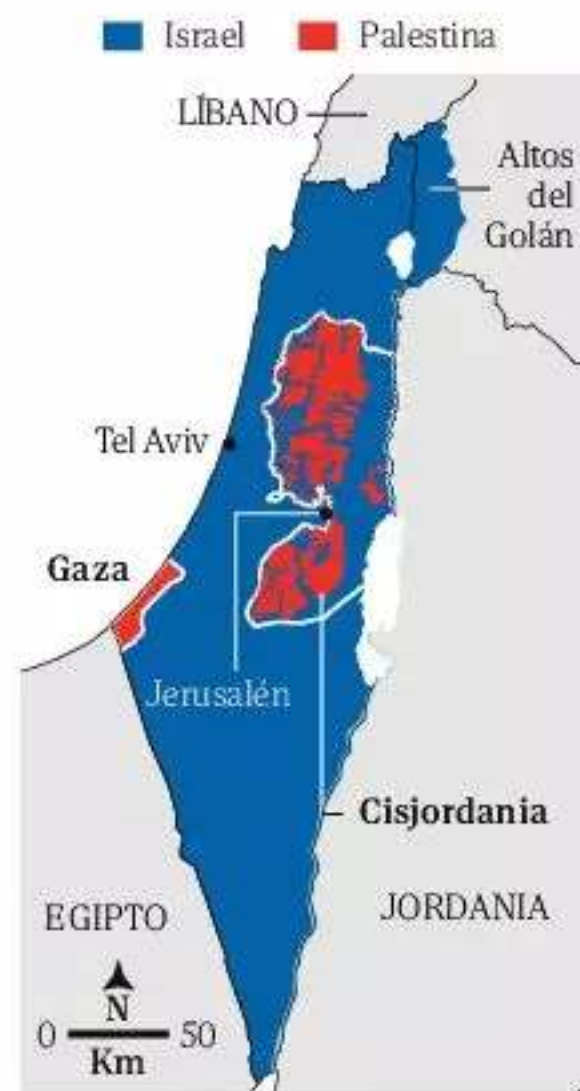 Israel
Palestina
LÍBANO
Altos
del
Golán
Tel Aviv
Gaza
Jerusalén
Cisjordania
EGIPTO
JORDANIA
N
0 50
Km